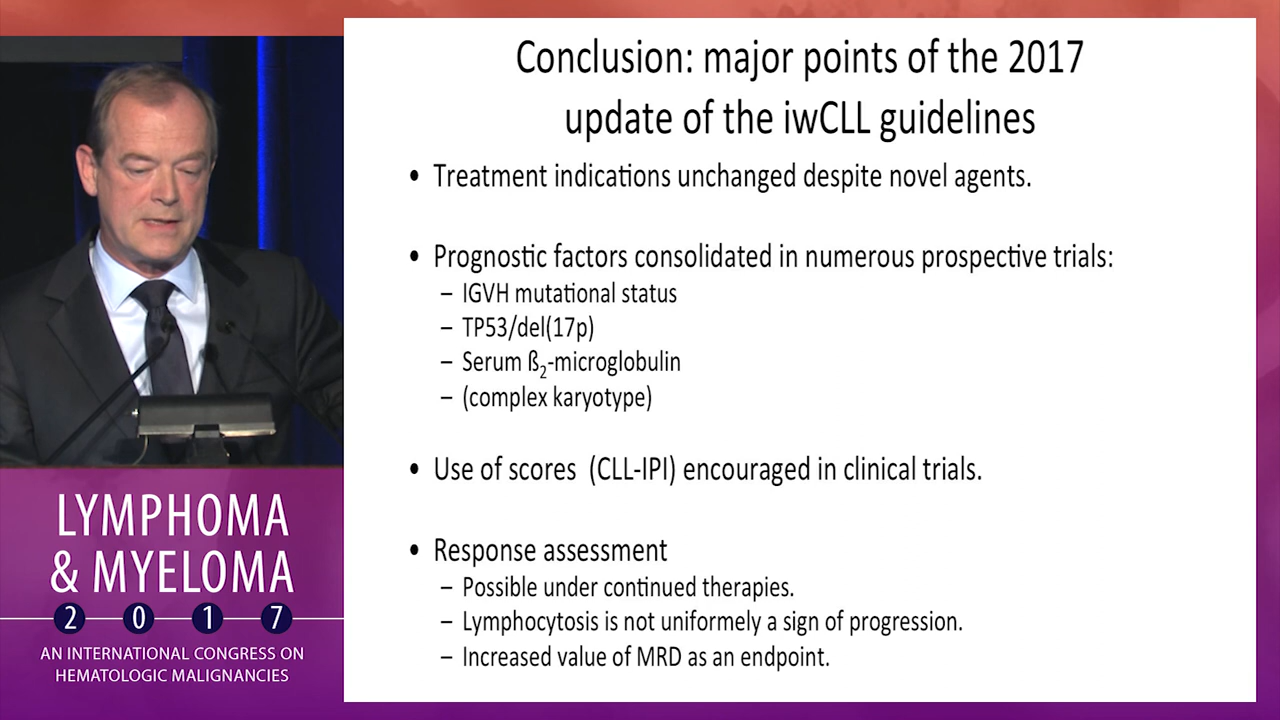 Conclusion: major points of the 2017
update of the iwCLL guidelines
• Treatment indications unchanged despite novel agents.
• Prognostic factors consolidated in numerous prospective trials:
– IGVH mutational status
– TP53/del(17p)
– Serum ß2-microglobulin
– (complex karyotype)
• Use of scores (CLL-IPI) encouraged in clinical trials.
• Response assessment
– Possible under continued therapies.
– Lymphocytosis is not uniformely a sign of progression.
– Increased value of MRD as an endpoint.
LYMPHOMA
& MYELOMA
2 0 1 7
AN INTERNATIONAL CONGRESS ON
HEMATOLOGIC MALIGNANCIES